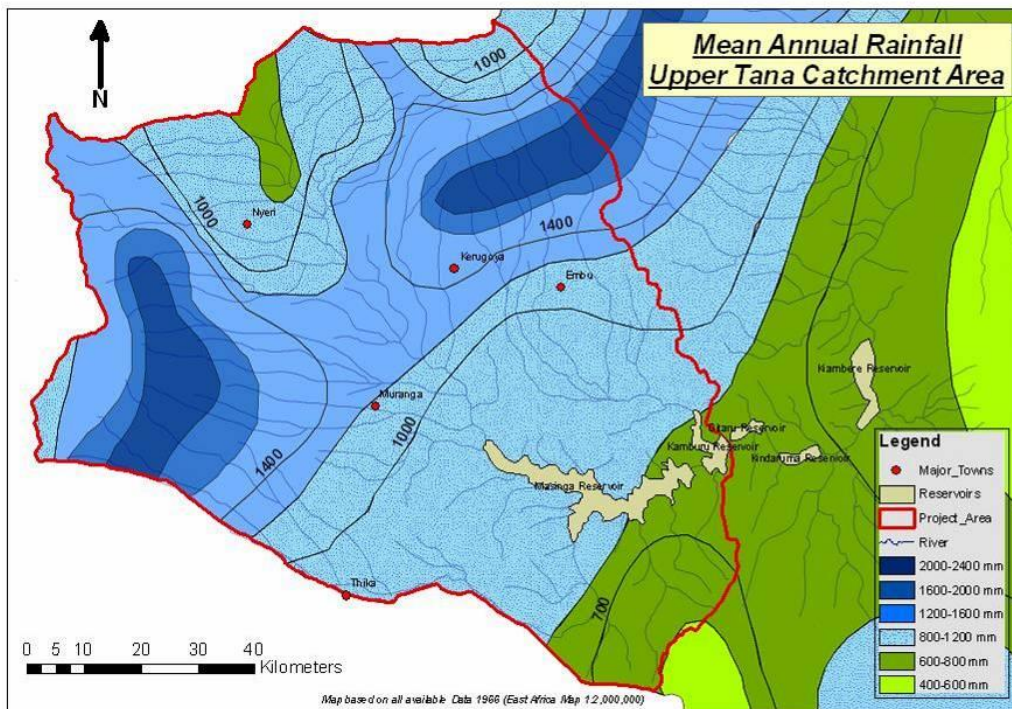 Mean Annual Rainfall
Upper Tana Catchment Area
N
1000
1000
Nyeri
1400
Kerugoya
Embu
Muranga
1000
1400
Kiambere Reservoir
Gitaru Reservoir
Kamburu Reservoir
Kindaruma Reservoir
Masinga Reservoir
Thika
700
Legend
Major_Towns
Reservoirs
Project_Area
River
2000-2400 mm
1600-2000 mm
1200-1600 mm
800-1200 mm
600-800 mm
400-600 mm
0 5 10 20 30 40
Kilometers
Map based on all available Data 1966 (East Africa Map 1:2,000,000)